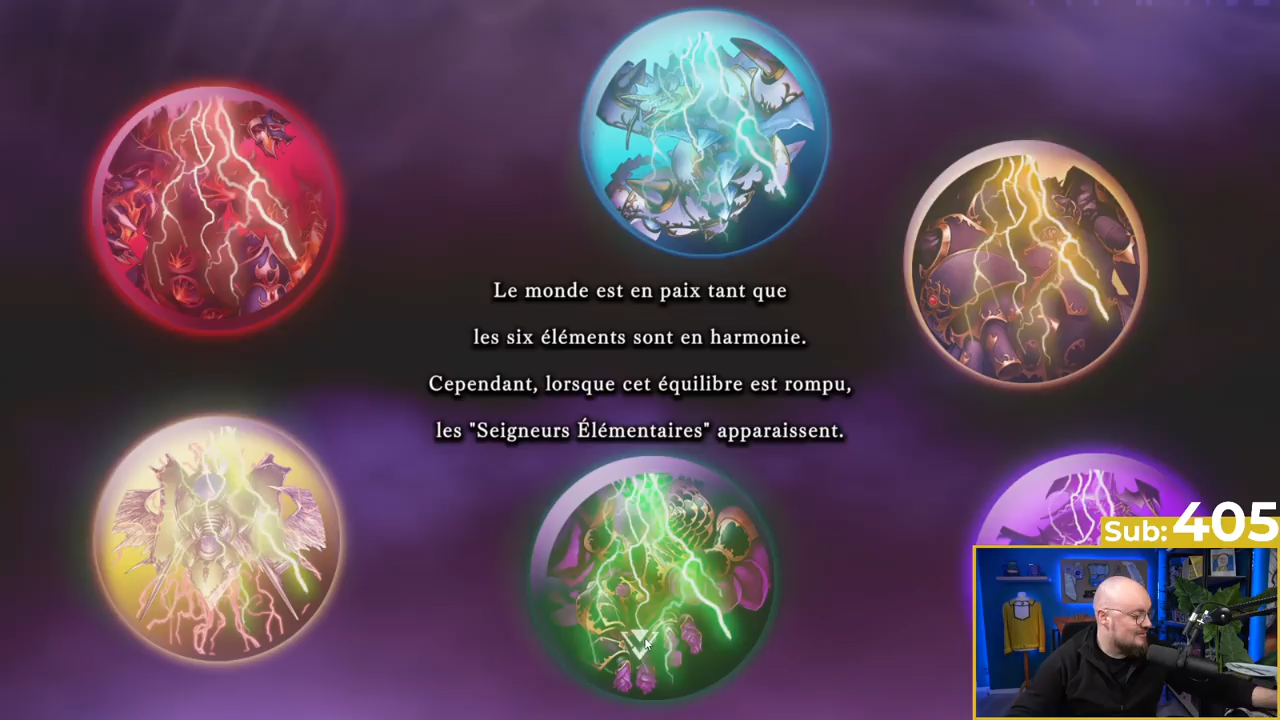 Le monde est en paix tant que
les six éléments sont en harmonie.
Cependant, lorsque cet équilibre est rompu,
les "Seigneurs Élémentaires" apparaissent.
Sub: 405